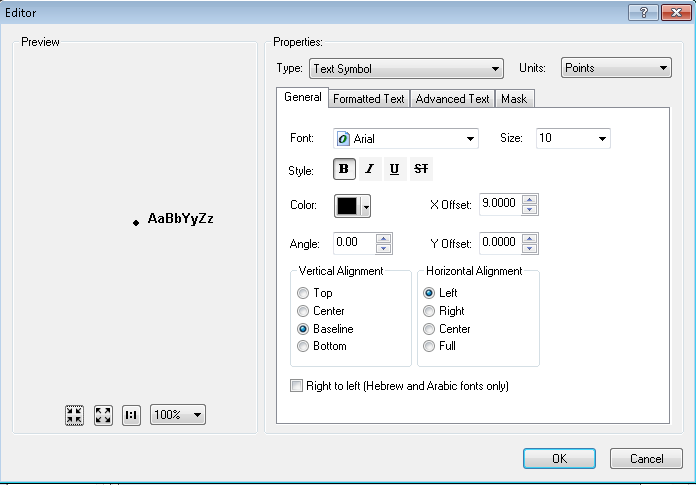 Editor
Preview
AaBbYyZz
100%
Properties:
Type: Text Symbol Units: Points
General Formatted Text Advanced Text Mask
Font: Arial Size: 10
Style: B I U ST
Color: X Offset: 9.0000
Angle: 0.00 Y Offset: 0.0000
Vertical Alignment
Top
Center
Baseline
Bottom
Horizontal Alignment
Left
Right
Center
Full
Right to left (Hebrew and Arabic fonts only)
OK Cancel